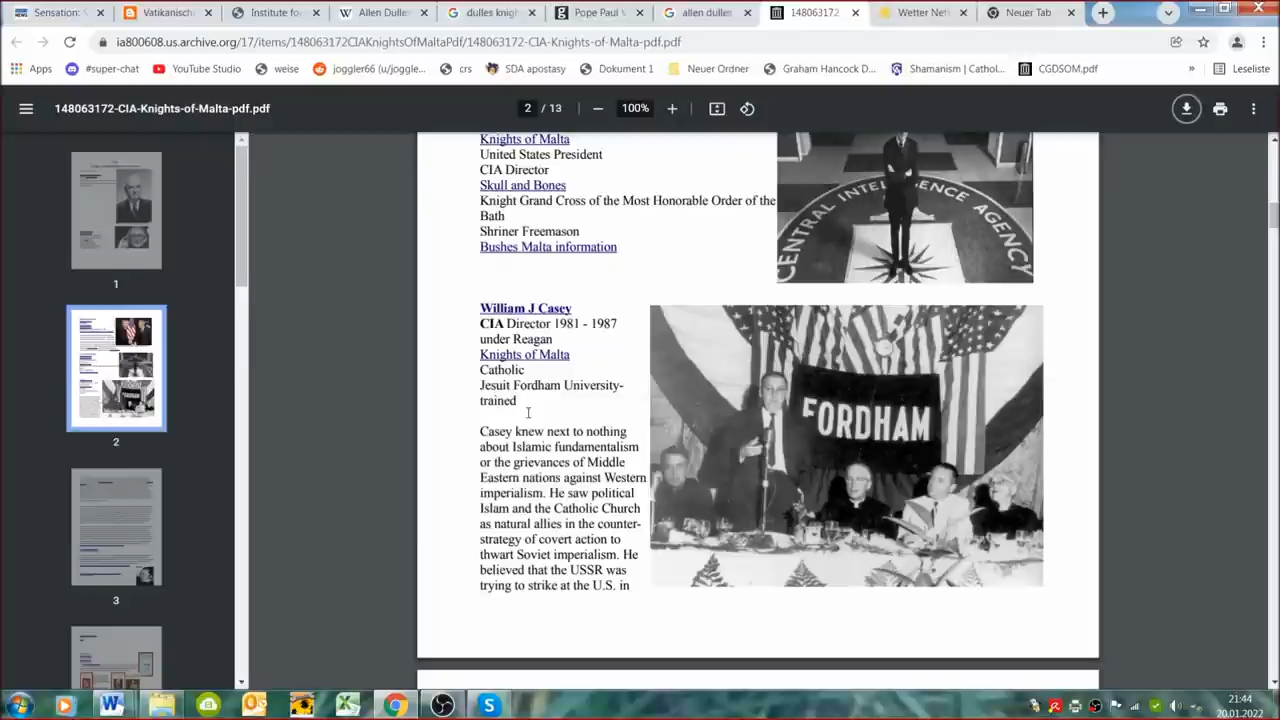 Sensation: S
Vatikanisch
Institute fo
Allen Dulle
dulles knigh
Pope Paul V
allen dulles
148063172
Wetter Net
Neuer Tab
ia800608.us.archive.org/17/items/148063172CIAKnightsOfMaltaPdf/148063172-CIA-Knights-of-Malta-pdf.pdf
Apps
#super-chat
YouTube Studio
weise
joggler66 (u/joggle...
crs
SDA apostasy
Dokument 1
Neuer Ordner
Graham Hancock D...
Shamanism | Cathol...
CGDSOM.pdf
»
Leseliste
148063172-CIA-Knights-of-Malta-pdf.pdf
2 / 13
100%
1
2
3
Knights of Malta
United States President
CIA Director
Skull and Bones
Knight Grand Cross of the Most Honorable Order of the
Bath
Shriner Freemason
Bushes Malta information
CENTRAL INTELLIGENCE AGENCY
William J Casey
CIA Director 1981 - 1987
under Reagan
Knights of Malta
Catholic
Jesuit Fordham University-
trained
Casey knew next to nothing
about Islamic fundamentalism
or the grievances of Middle
Eastern nations against Western
imperialism. He saw political
Islam and the Catholic Church
as natural allies in the counter-
strategy of covert action to
thwart Soviet imperialism. He
believed that the USSR was
trying to strike at the U.S. in
FORDHAM
21:44
20.01.2022